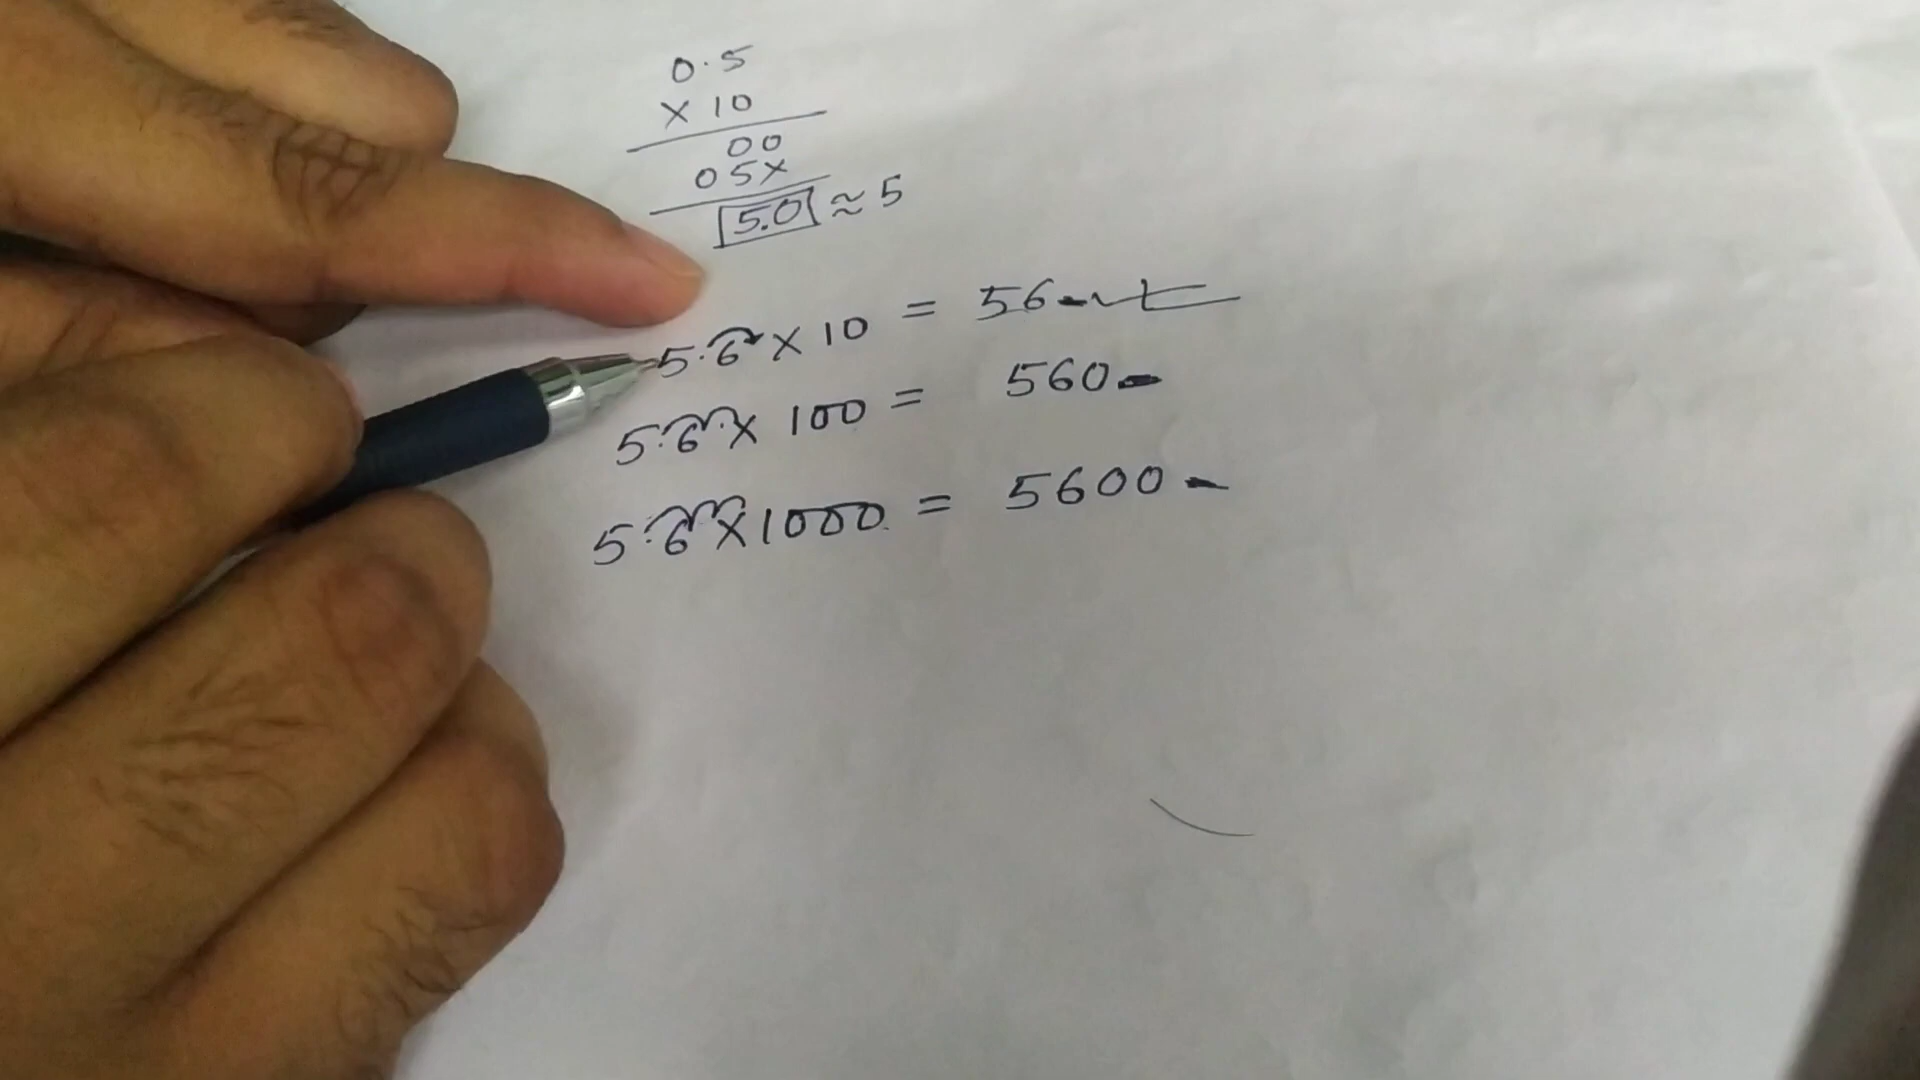 0.5
× 10
00
05×
5.0 ≈ 5
5.6 × 10 = 56
5.6 × 100 = 560
5.6 × 1000 = 5600